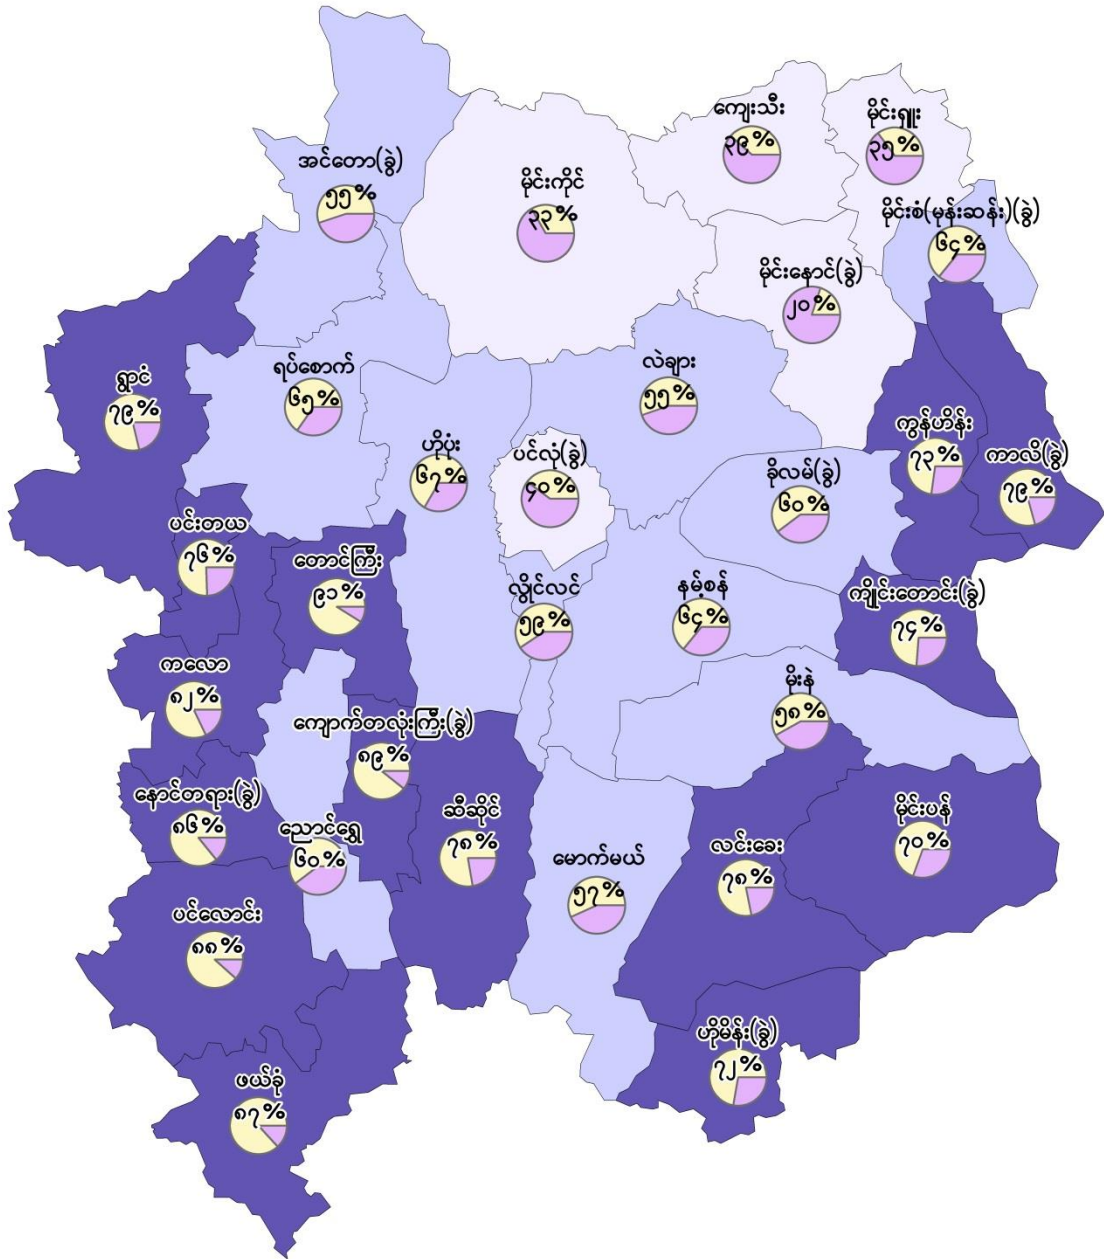 ကျေးသီး
၃၉%
မိုင်းရှူး
၃၅%
အင်တော(ခွဲ)
၅၅%
မိုင်းကိုင်
၃၃%
မိုင်းစံ(မုန်းဆန်း)(ခွဲ)
၆၄%
မိုင်းနောင်(ခွဲ)
၂၀%
ရွာငံ
၇၉%
ရပ်စောက်
၆၅%
လဲချား
၅၅%
ဟိုပုံး
၆၇%
ပင်လုံ(ခွဲ)
၄၀%
ခိုလမ်(ခွဲ)
၆၀%
ကွန်ဟိန်း
၇၃%
ကာလိ(ခွဲ)
၇၉%
ပင်းတယ
၇၆%
တောင်ကြီး
၉၁%
လွိုင်လင်
၅၉%
နမ့်စန်
၆၄%
ကျိုင်းတောင်း(ခွဲ)
၇၄%
ကလော
၈၂%
မိုးနဲ
၅၈%
ကျောက်တလုံးကြီး(ခွဲ)
၈၉%
နောင်တရား(ခွဲ)
၈၆%
ညောင်ရွှေ
၆၀%
ဆီဆိုင်
၇၈%
မောက်မယ်
၅၇%
လင်းခေး
၇၈%
မိုင်းပန်
၇၀%
ပင်လောင်း
၈၈%
ဟိုမိန်း(ခွဲ)
၇၂%
ဖယ်ခုံ
၈၇%